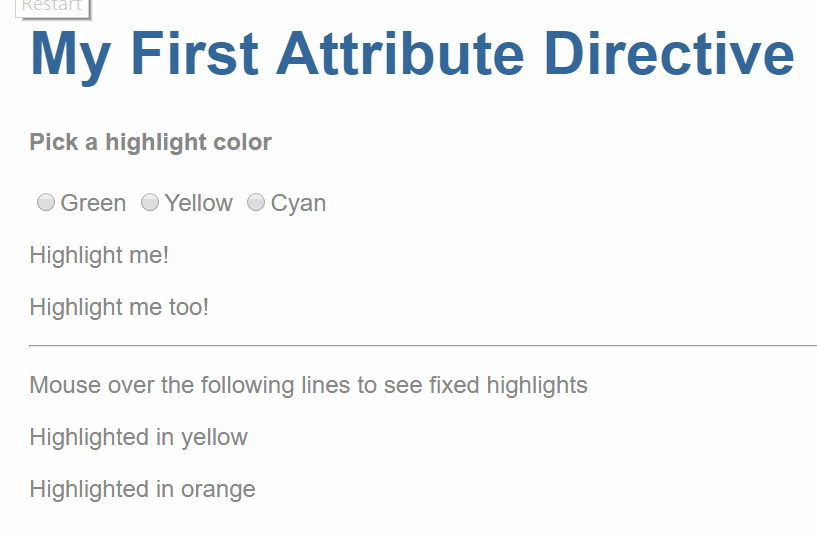 Restart
My First Attribute Directive
Pick a highlight color
Green Yellow Cyan
Highlight me!
Highlight me too!
Mouse over the following lines to see fixed highlights
Highlighted in yellow
Highlighted in orange